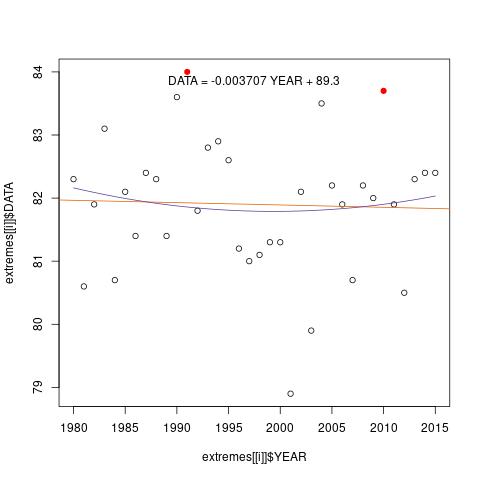 DATA = -0.003707 YEAR + 89.3
84
83
82
81
80
79
extremes[[i]]$DATA
1980 1985 1990 1995 2000 2005 2010 2015
extremes[[i]]$YEAR